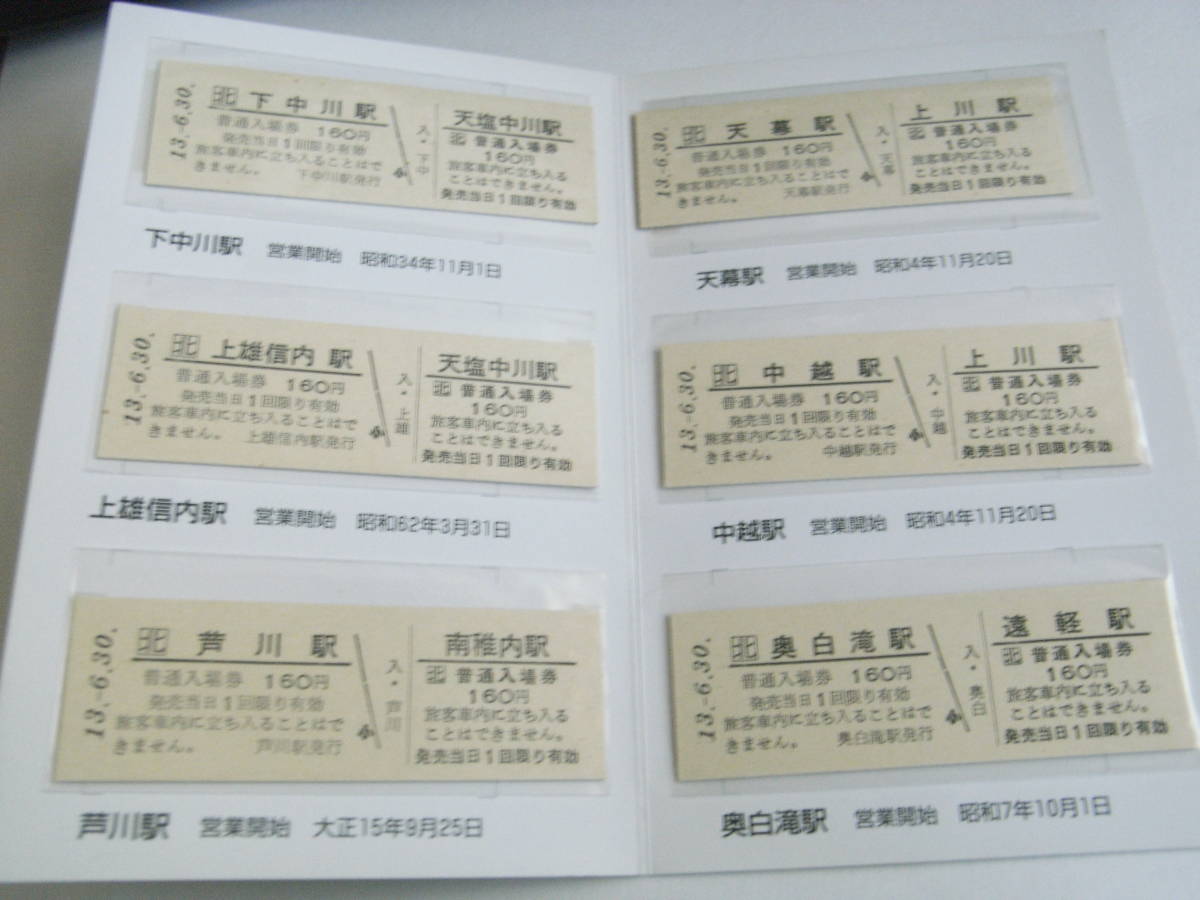 13.-6.30.
北 下中川駅
普通入場券 160円
発売当日1回限り有効
旅客車内に立ち入ることはで
きません。 下中川駅発行
入・下中
小
天塩中川駅
北 普通入場券
160円
旅客車内に立ち入る
ことはできません。
発売当日1回限り有効
下中川駅 営業開始 昭和34年11月1日
13.-6.30.
北 上雄信内駅
普通入場券 160円
発売当日1回限り有効
旅客車内に立ち入ることはで
きません。 上雄信内駅発行
入・上雄
小
天塩中川駅
北 普通入場券
160円
旅客車内に立ち入る
ことはできません。
発売当日1回限り有効
上雄信内駅 営業開始 昭和62年3月31日
13.-6.30.
北 芦川駅
普通入場券 160円
発売当日1回限り有効
旅客車内に立ち入ることはで
きません。 芦川駅発行
入・芦川
小
南稚内駅
北 普通入場券
160円
旅客車内に立ち入る
ことはできません。
発売当日1回限り有効
芦川駅 営業開始 大正15年9月25日
13.-6.30.
北 天幕駅
普通入場券 160円
発売当日1回限り有効
旅客車内に立ち入ることはで
きません。 天幕駅発行
入・天幕
小
上川駅
北 普通入場券
160円
旅客車内に立ち入る
ことはできません。
発売当日1回限り有効
天幕駅 営業開始 昭和4年11月20日
13.-6.30.
北 中越駅
普通入場券 160円
発売当日1回限り有効
旅客車内に立ち入ることはで
きません。 中越駅発行
入・中越
小
上川駅
北 普通入場券
160円
旅客車内に立ち入る
ことはできません。
発売当日1回限り有効
中越駅 営業開始 昭和4年11月20日
13.-6.30.
北 奥白滝駅
普通入場券 160円
発売当日1回限り有効
旅客車内に立ち入ることはで
きません。 奥白滝駅発行
入・奥白
小
遠軽駅
北 普通入場券
160円
旅客車内に立ち入る
ことはできません。
発売当日1回限り有効
奥白滝駅 営業開始 昭和7年10月1日